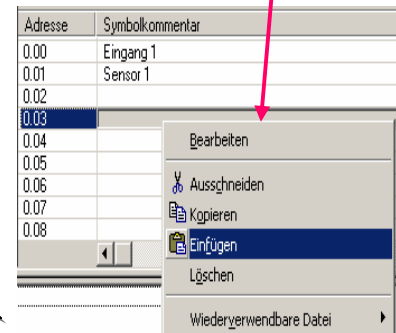 Adresse Symbolkommentar
0.00 Eingang 1
0.01 Sensor 1
0.02
0.03
0.04
0.05
0.06
0.07
0.08
Bearbeiten
Ausschneiden
Kopieren
Einfügen
Löschen
Wiederverwendbare Datei